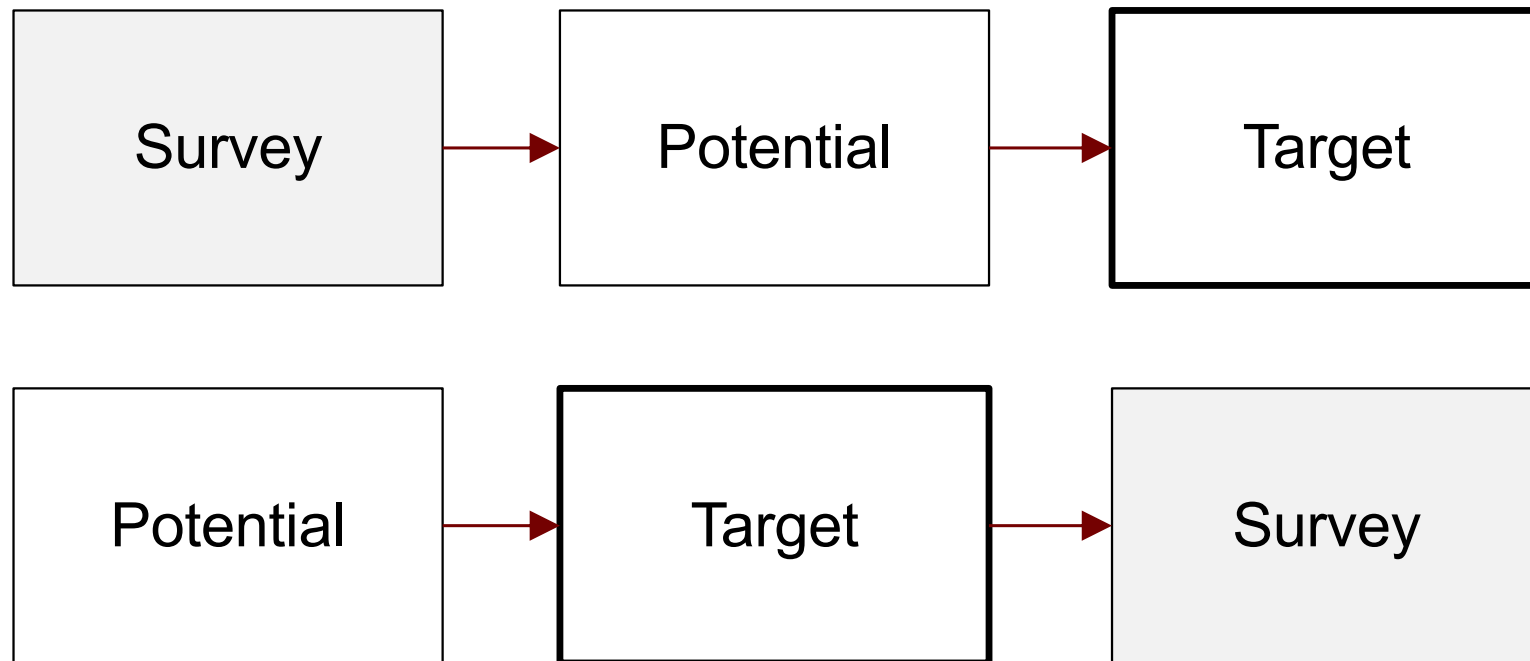 Survey
Potential
Target
Potential
Target
Survey